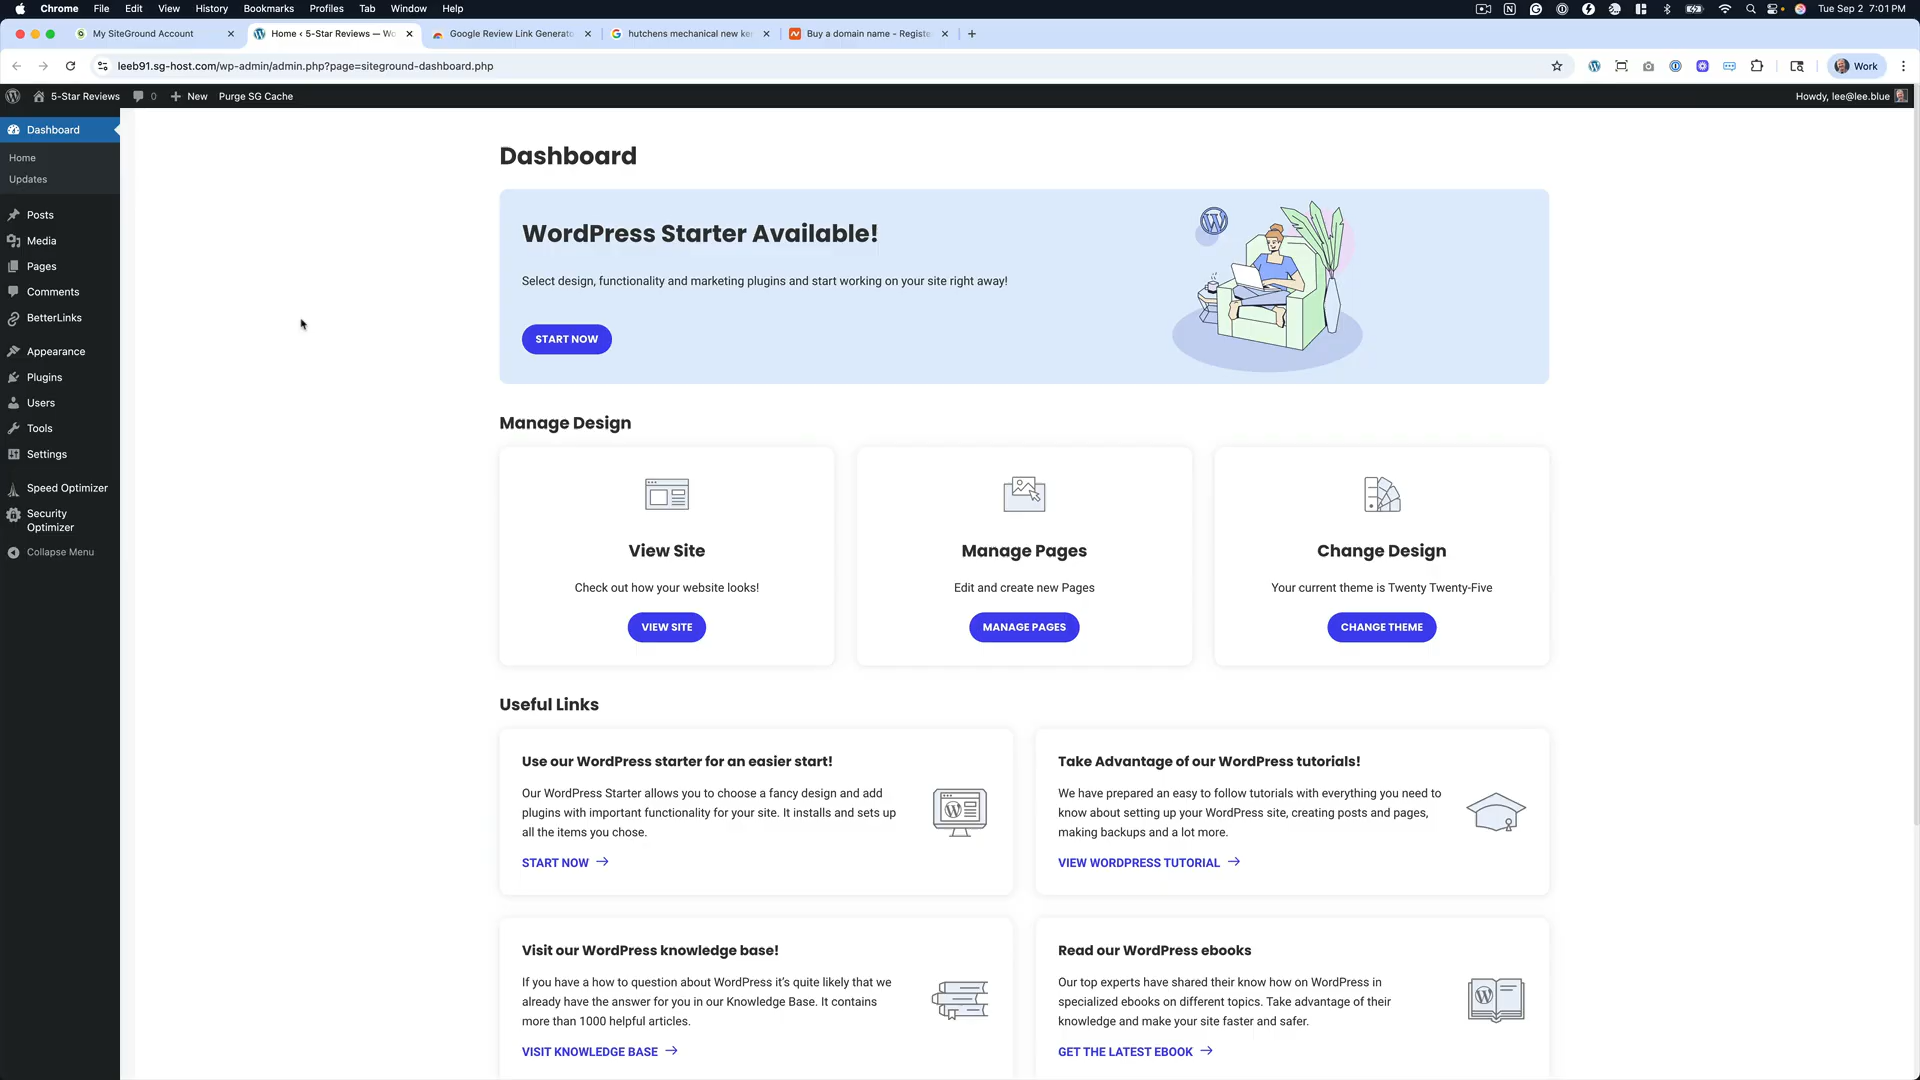 Chrome File Edit View History Bookmarks Profiles Tab Window Help
Tue Sep 2 7:01 PM
My SiteGround Account
Home ‹ 5-Star Reviews — Wo
Google Review Link Generato
hutchens mechanical new ke
Buy a domain name - Registe
leeb91.sg-host.com/wp-admin/admin.php?page=siteground-dashboard.php
Work
5-Star Reviews 0 New Purge SG Cache
Howdy, lee@lee.blue
Dashboard
Home
Updates
Posts
Media
Pages
Comments
BetterLinks
Appearance
Plugins
Users
Tools
Settings
Speed Optimizer
Security
Optimizer
Collapse Menu
Dashboard
WordPress Starter Available!
Select design, functionality and marketing plugins and start working on your site right away!
START NOW
Manage Design
View Site
Check out how your website looks!
VIEW SITE
Manage Pages
Edit and create new Pages
MANAGE PAGES
Change Design
Your current theme is Twenty Twenty-Five
CHANGE THEME
Useful Links
Use our WordPress starter for an easier start!
Our WordPress Starter allows you to choose a fancy design and add
plugins with important functionality for your site. It installs and sets up
all the items you chose.
START NOW
Take Advantage of our WordPress tutorials!
We have prepared an easy to follow tutorials with everything you need to
know about setting up your WordPress site, creating posts and pages,
making backups and a lot more.
VIEW WORDPRESS TUTORIAL
Visit our WordPress knowledge base!
If you have a how to question about WordPress it's quite likely that we
already have the answer for you in our Knowledge Base. It contains
more than 1000 helpful articles.
VISIT KNOWLEDGE BASE
Read our WordPress ebooks
Our top experts have shared their know how on WordPress in
specialized ebooks on different topics. Take advantage of their
knowledge and make your site faster and safer.
GET THE LATEST EBOOK